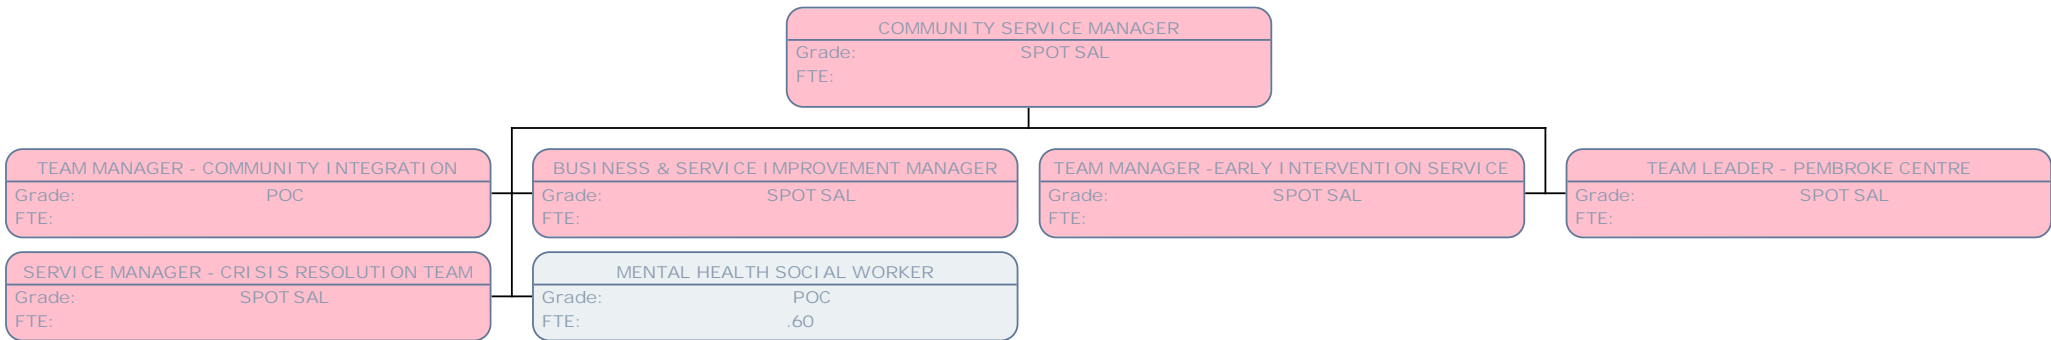 COMMUNITY SERVICE MANAGER
Grade: SPOT SAL
FTE:
TEAM MANAGER - COMMUNITY INTEGRATION
Grade: POC
FTE:
BUSINESS & SERVICE IMPROVEMENT MANAGER
Grade: SPOT SAL
FTE:
TEAM MANAGER -EARLY INTERVENTION SERVICE
Grade: SPOT SAL
FTE:
TEAM LEADER - PEMBROKE CENTRE
Grade: SPOT SAL
FTE:
SERVICE MANAGER - CRISIS RESOLUTION TEAM
Grade: SPOT SAL
FTE:
MENTAL HEALTH SOCIAL WORKER
Grade: POC
FTE: .60